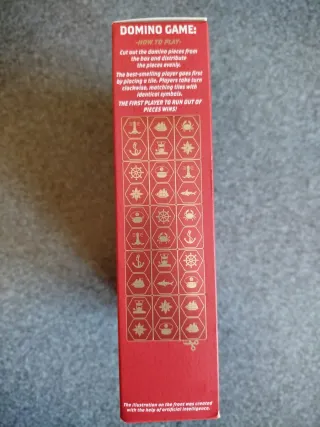 DOMINO GAME:
-HOW TO PLAY-
Cut out the domino pieces from
the box and distribute
the pieces evenly.
The best-smelling player goes first
by placing a tile. Players take turn
clockwise, matching tiles with
identical symbols.
THE FIRST PLAYER TO RUN OUT OF
PIECES WINS!
The illustration on the front was created
with the help of artificial intelligence.